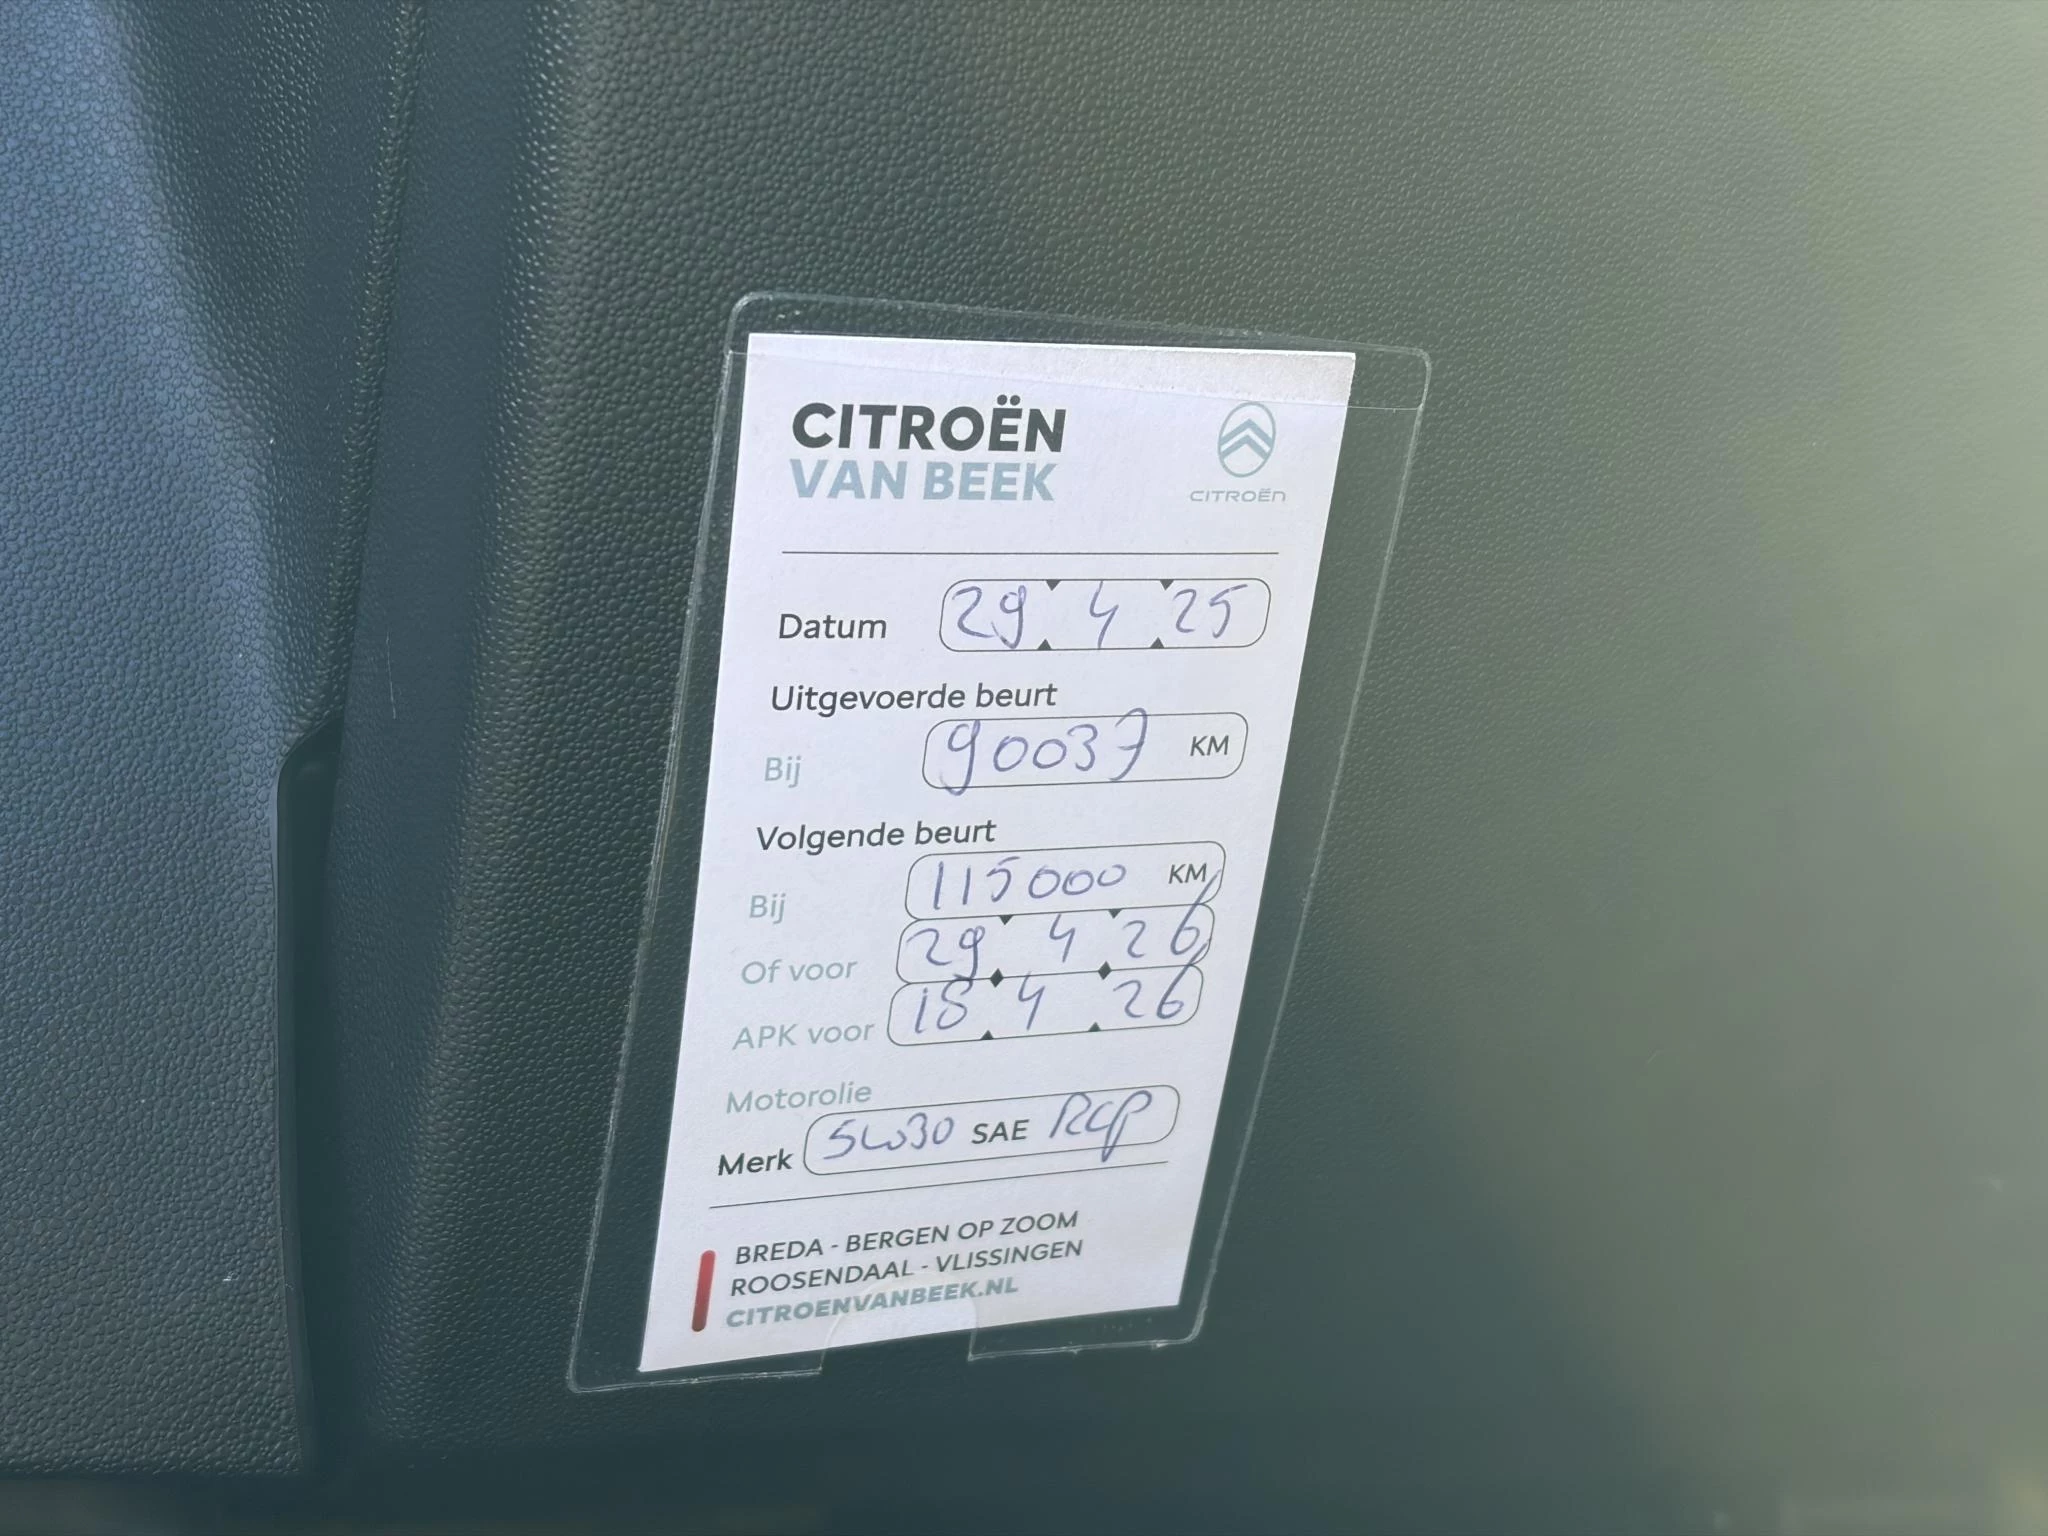 CITROËN
VAN BEEK
CITROËN
Datum 29 4 25
Uitgevoerde beurt
Bij 90037 KM
Volgende beurt
Bij 115000 KM
Of voor 29 4 26
APK voor 18 4 26
Motorolie
Merk 5W30 SAE RCP
BREDA - BERGEN OP ZOOM
ROOSENDAAL - VLISSINGEN
CITROENVANBEEK.NL